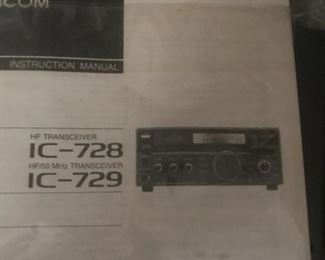 ICOM
INSTRUCTION MANUAL
HF TRANSCEIVER
IC-728
HF/50 MHz TRANSCEIVER
IC-729